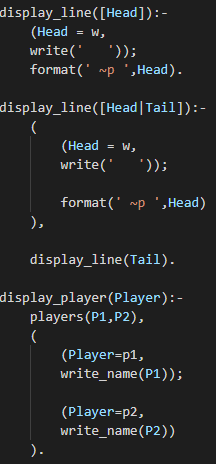 display_line([Head]):-
    (Head = w,
    write('   '));
    format(' ~p ',Head).

display_line([Head|Tail]):-
    (
        (Head = w,
        write('   '));

        format(' ~p ',Head)
    ),

    display_line(Tail).

display_player(Player):-
    players(P1,P2),
    (
        (Player=p1,
        write_name(P1));

        (Player=p2,
        write_name(P2))
    ).